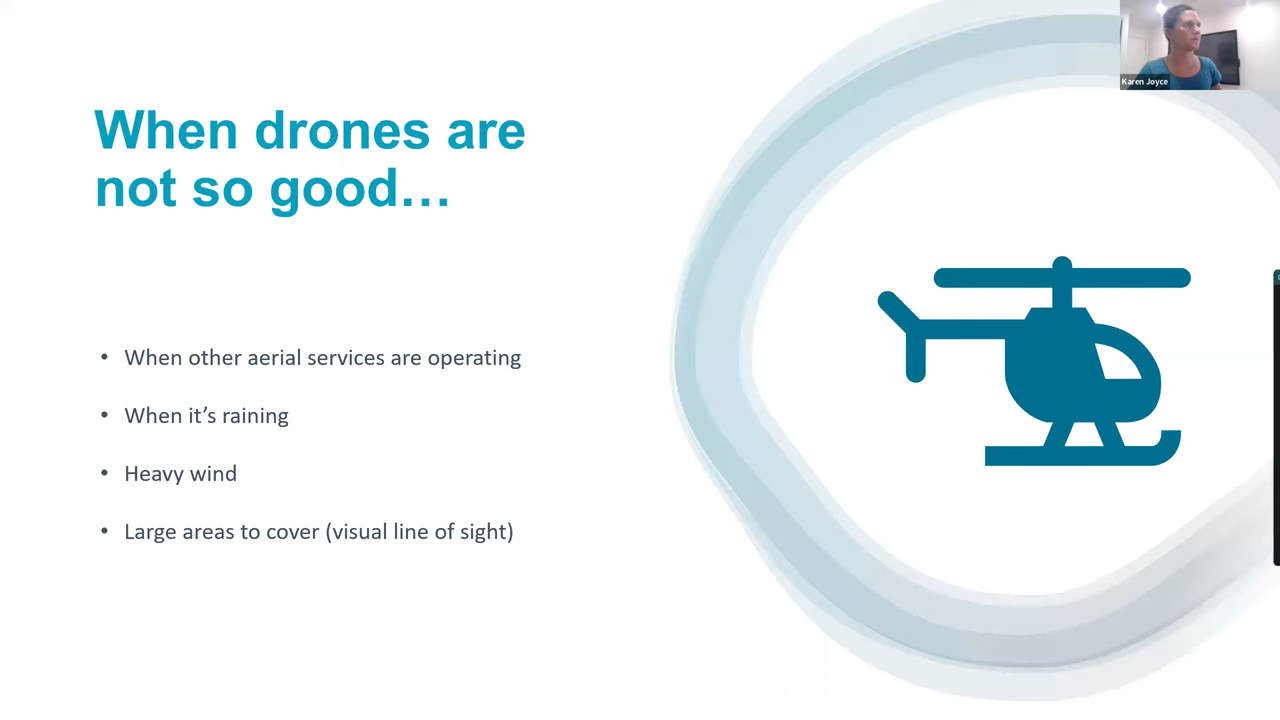 Karen Joyce
When drones are
not so good…
• When other aerial services are operating
• When it’s raining
• Heavy wind
• Large areas to cover (visual line of sight)